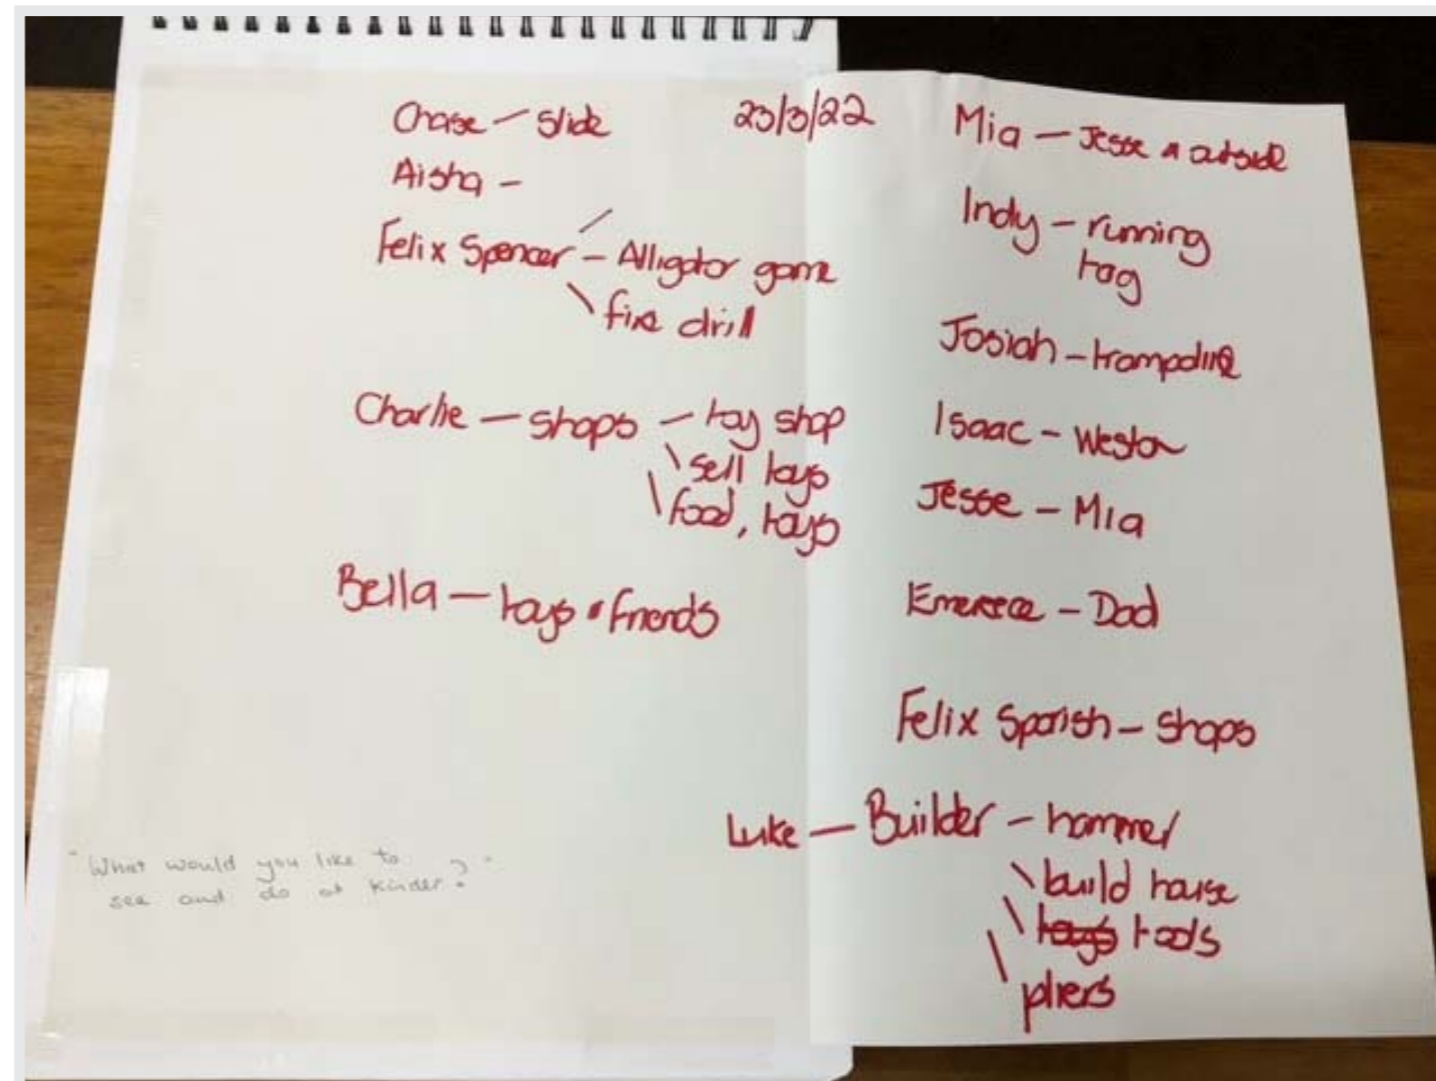 23/3/22
Chase - slide
Aisha -
Felix Spencer - Alligator game
fire drill
Charlie - shops - toy shop
sell toys
food, toys
Bella - toys & friends
"What would you like to
see and do at kinder?"
Mia - Jesse & outside
Indy - running
tag
Josiah - trampoline
Isaac - Weston
Jesse - Mia
- Dad
Felix Spanish - shops
Luke - Builder - hammer
build house
toys tools
pliers